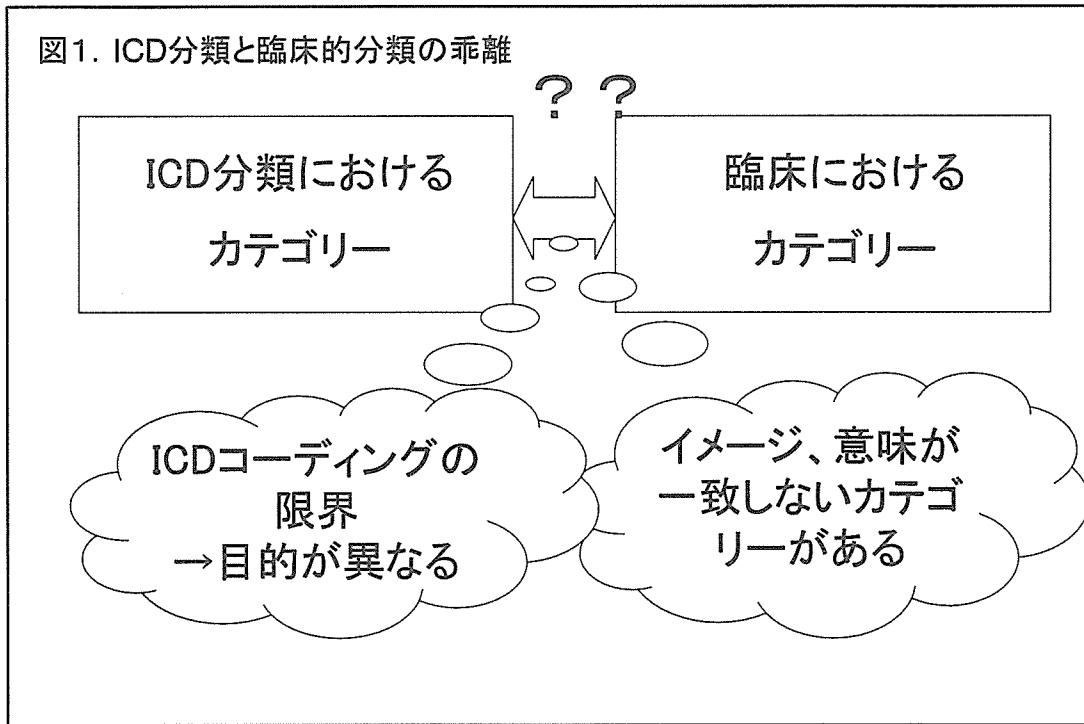 図1. ICD分類と臨床的分類の乖離
? ?
ICD分類における
カテゴリー
臨床における
カテゴリー
ICDコーディングの
限界
→目的が異なる
イメージ、意味が
一致しないカテゴ
リーがある